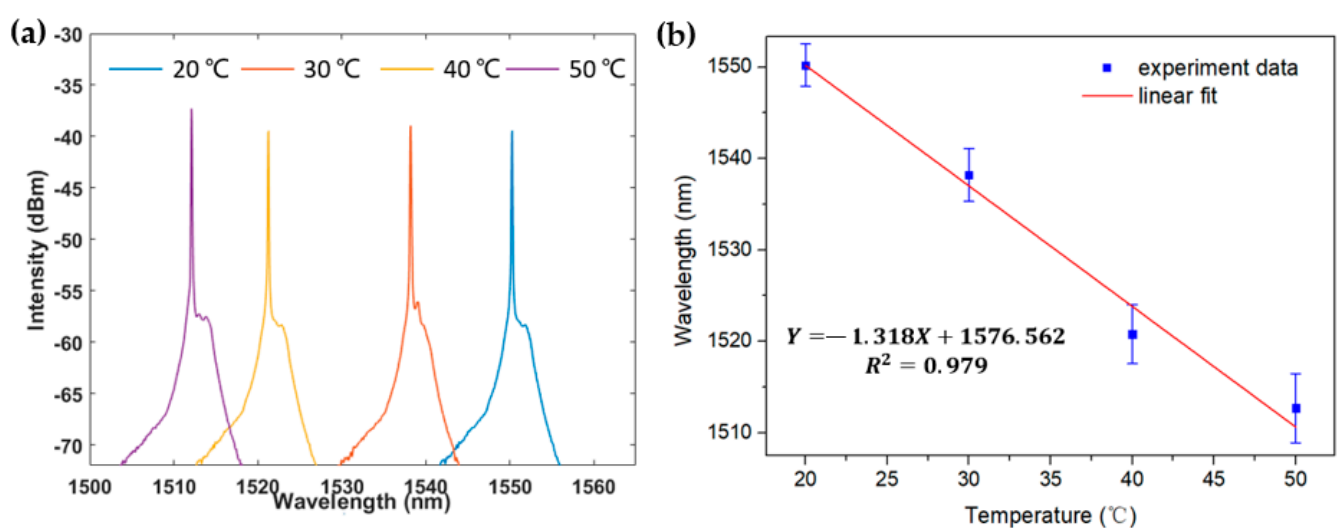 (a)
-30
-35
-40
-45
-50
-55
-60
-65
-70
Intensity (dBm)
20 ℃ 30 ℃ 40 ℃ 50 ℃
1500 1510 1520 1530 1540 1550 1560
Wavelength (nm)
(b)
1550
1540
1530
1520
1510
Wavelength (nm)
experiment data
linear fit
Y =− 1.318X + 1576.562
R² = 0.979
20 25 30 35 40 45 50
Temperature (℃)